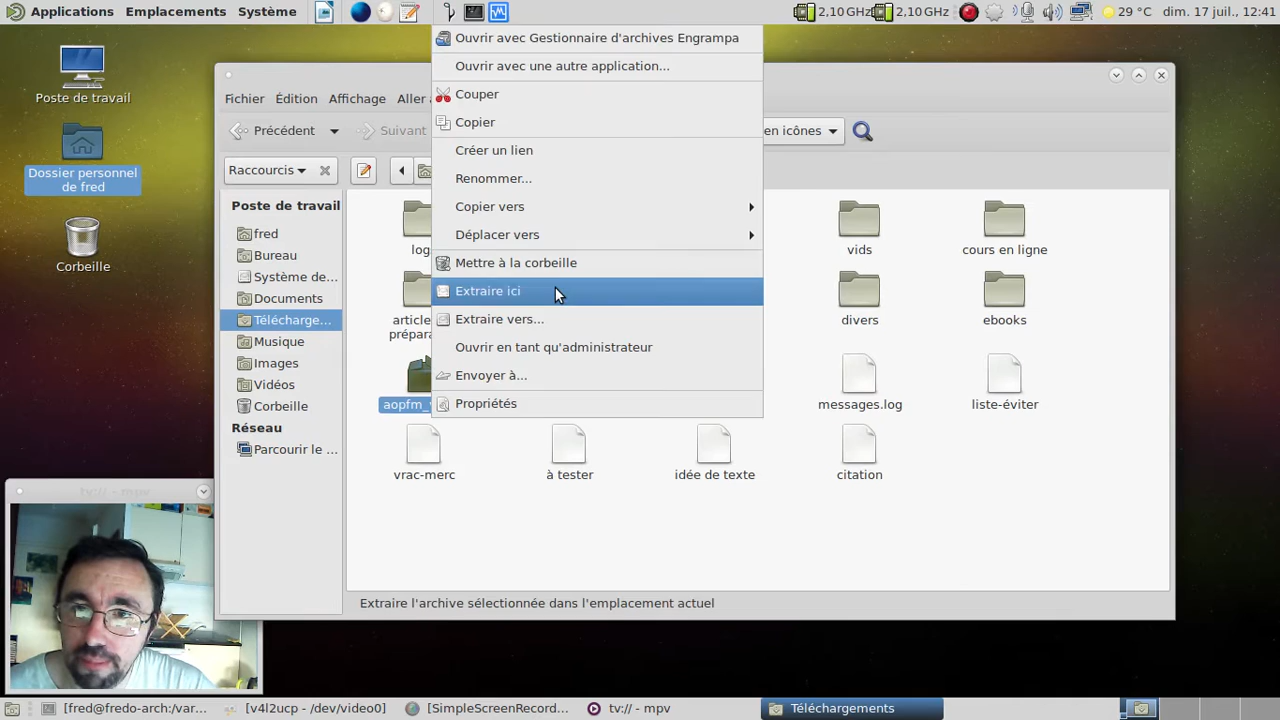 Applications Emplacements Système 2,10 GHz 2,10 GHz 29 °C dim. 17 juil., 12:41
Poste de travail
Dossier personnel
de fred
Corbeille
Fichier Édition Affichage Aller
Précédent Suivant en icônes
Raccourcis
Poste de travail
fred
Bureau
Système de...
Documents
Télécharge...
Musique
Images
Vidéos
Corbeille
Réseau
Parcourir le ...
Ouvrir avec Gestionnaire d'archives Engrampa
Ouvrir avec une autre application...
Couper
Copier
Créer un lien
Renommer...
Copier vers
Déplacer vers
Mettre à la corbeille
Extraire ici
Extraire vers...
Ouvrir en tant qu'administrateur
Envoyer à...
Propriétés
vids cours en ligne
divers ebooks
messages.log liste-éviter
vrac-merc à tester idée de texte citation
Extraire l'archive sélectionnée dans l'emplacement actuel
tv:// - mpv
[fred@fredo-arch:/var... [v4l2ucp - /dev/video0] [SimpleScreenRecord... tv:// - mpv Téléchargements